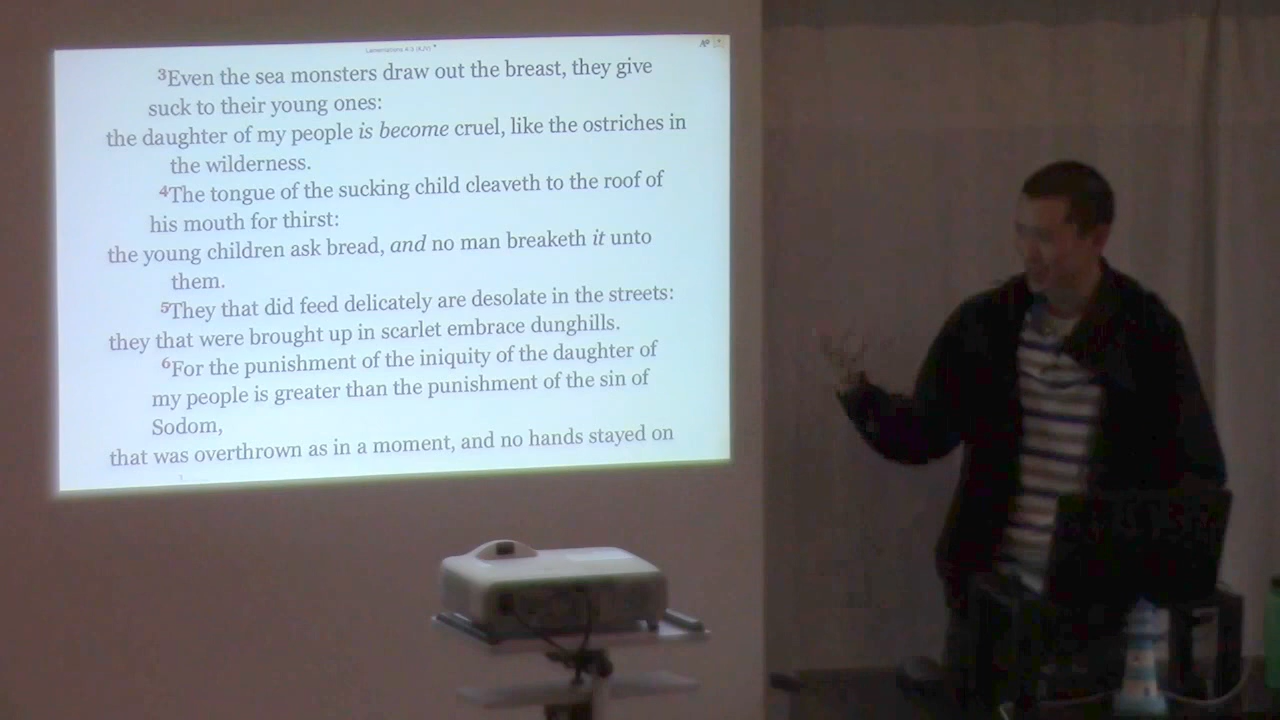 Lamentations 4:3 (KJV)
3Even the sea monsters draw out the breast, they give
suck to their young ones:
the daughter of my people is become cruel, like the ostriches in
the wilderness.
4The tongue of the sucking child cleaveth to the roof of
his mouth for thirst:
the young children ask bread, and no man breaketh it unto
them.
5They that did feed delicately are desolate in the streets:
they that were brought up in scarlet embrace dunghills.
6For the punishment of the iniquity of the daughter of
my people is greater than the punishment of the sin of
Sodom,
that was overthrown as in a moment, and no hands stayed on